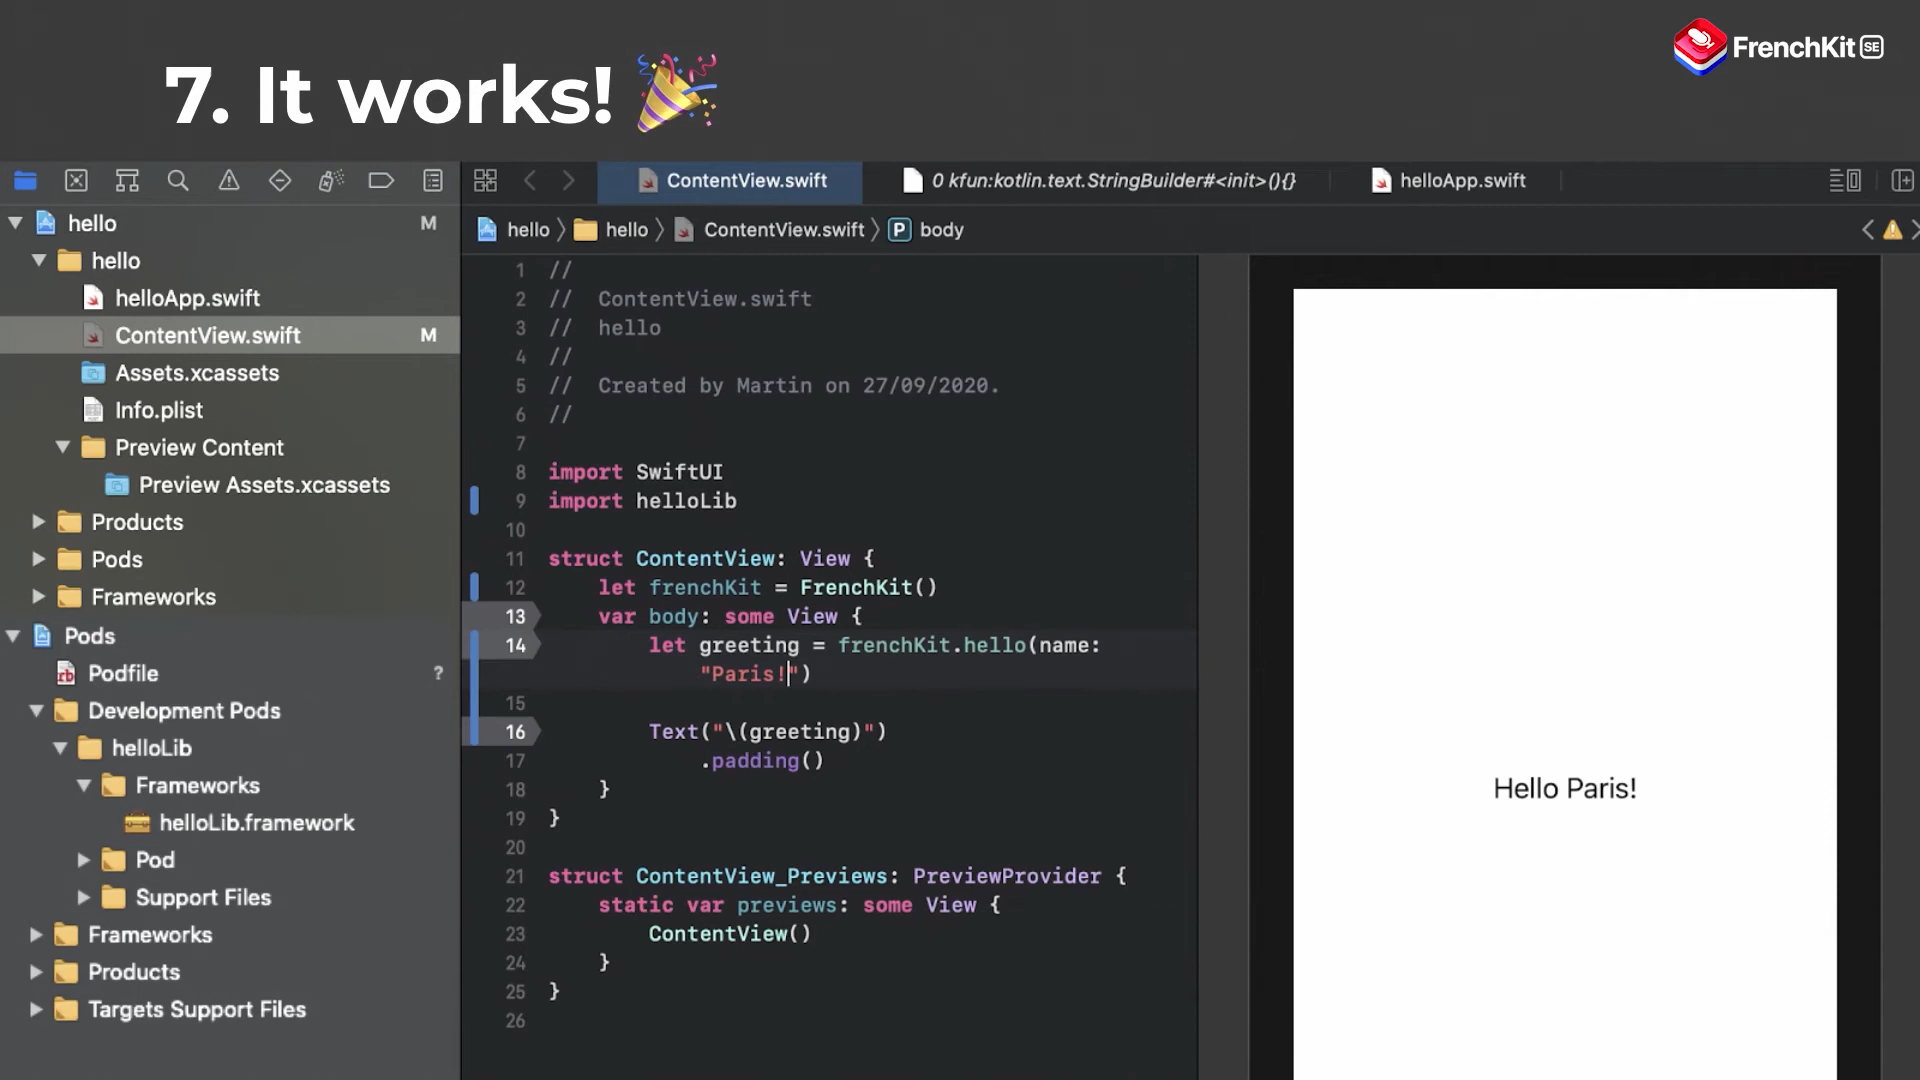 7. It works!
FrenchKit SE
ContentView.swift
0 kfun:kotlin.text.StringBuilder#<init>(){}
helloApp.swift
hello M
hello
helloApp.swift
ContentView.swift M
Assets.xcassets
Info.plist
Preview Content
Preview Assets.xcassets
Products
Pods
Frameworks
Pods
Podfile ?
Development Pods
helloLib
Frameworks
helloLib.framework
Pod
Support Files
Frameworks
Products
Targets Support Files
hello 〉 hello 〉 ContentView.swift 〉 P body
1 //
2 //  ContentView.swift
3 //  hello
4 //
5 //  Created by Martin on 27/09/2020.
6 //
7
8 import SwiftUI
9 import helloLib
10
11 struct ContentView: View {
12     let frenchKit = FrenchKit()
13     var body: some View {
14         let greeting = frenchKit.hello(name:
"Paris!")
15
16         Text("\(greeting)")
17             .padding()
18     }
19 }
20
21 struct ContentView_Previews: PreviewProvider {
22     static var previews: some View {
23         ContentView()
24     }
25 }
26
Hello Paris!